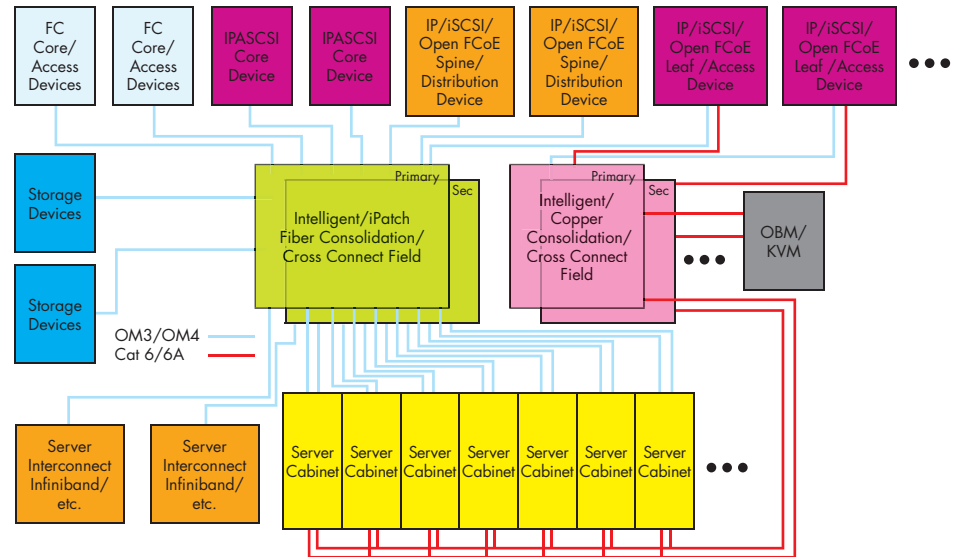 FC
Core/
Access
Devices
FC
Core/
Access
Devices
IPASCSI
Core
Device
IPASCSI
Core
Device
IP/iSCSI/
Open FCoE
Spine/
Distribution
Device
IP/iSCSI/
Open FCoE
Spine/
Distribution
Device
IP/iSCSI/
Open FCoE
Leaf /Access
Device
IP/iSCSI/
Open FCoE
Leaf /Access
Device
Storage
Devices
Storage
Devices
Primary
Sec
Intelligent/iPatch
Fiber Consolidation/
Cross Connect Field
Primary
Sec
Intelligent/
Copper
Consolidation/
Cross Connect
Field
OBM/
KVM
OM3/OM4
Cat 6/6A
Server
Interconnect
Infiniband/
etc.
Server
Interconnect
Infiniband/
etc.
Server
Cabinet
Server
Cabinet
Server
Cabinet
Server
Cabinet
Server
Cabinet
Server
Cabinet
Server
Cabinet